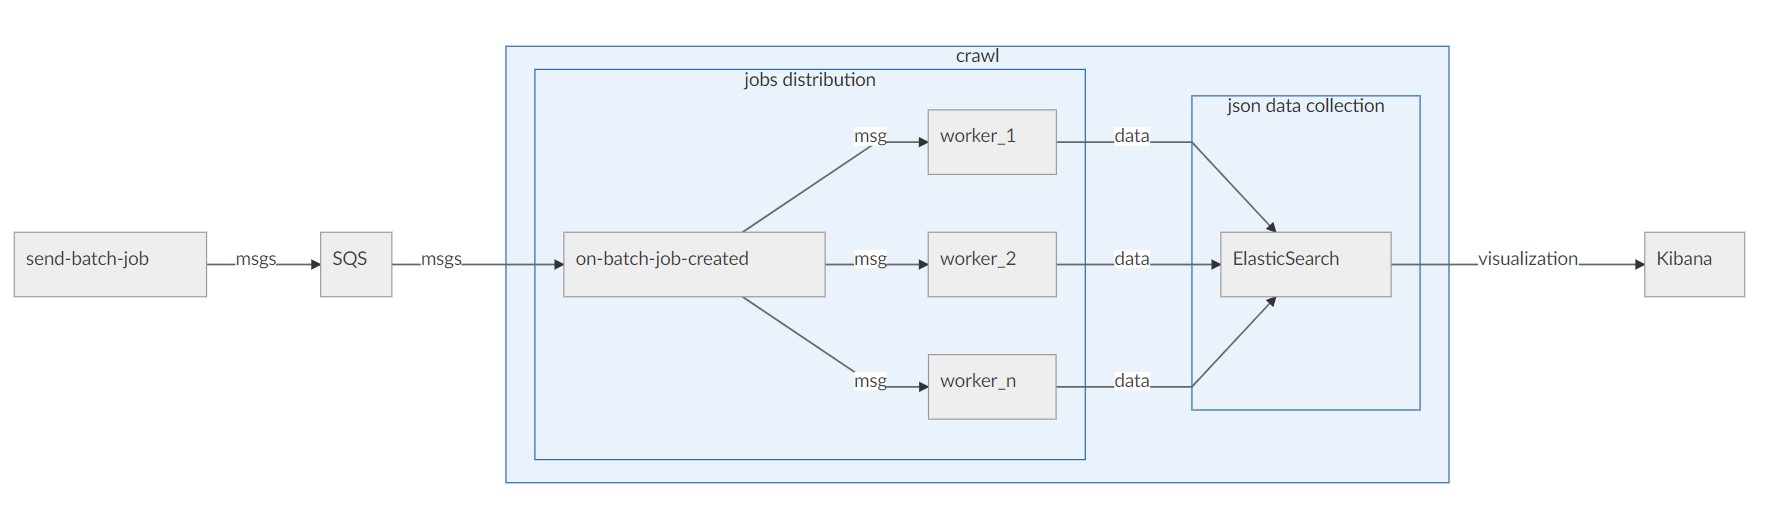 crawl
jobs distribution
json data collection
msg
worker_1
data
send-batch-job
msgs
SQS
msgs
on-batch-job-created
msg
worker_2
data
ElasticSearch
visualization
Kibana
msg
worker_n
data